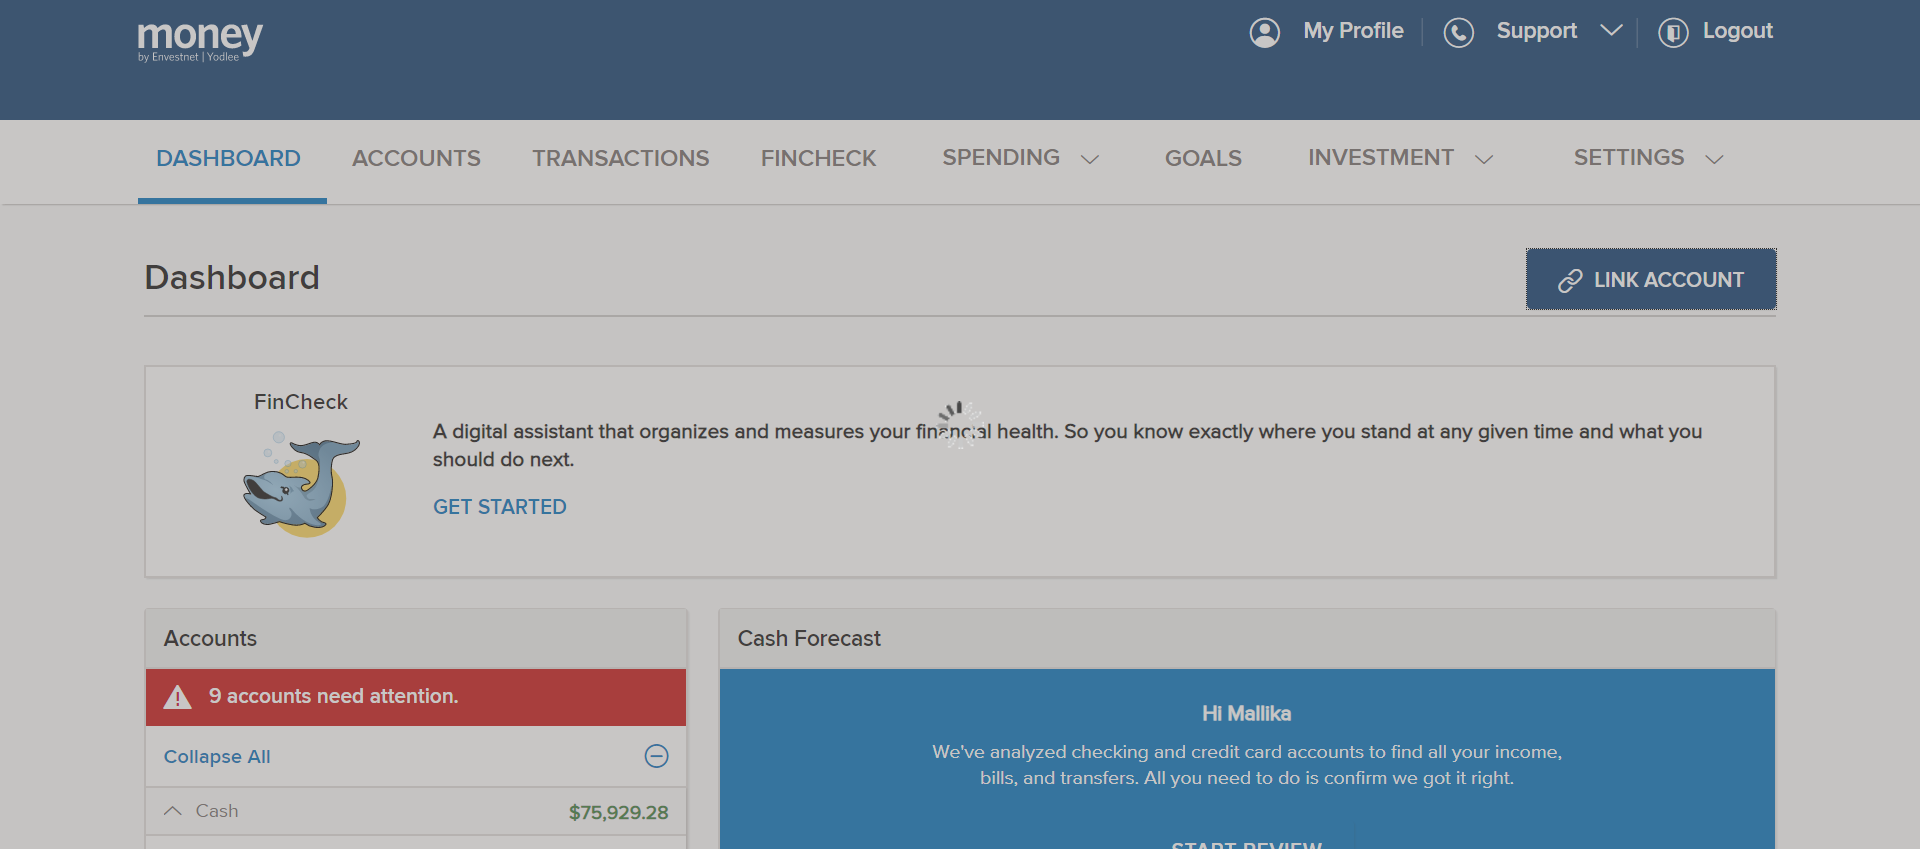 money
by Envestnet | Yodlee
My Profile
Support
Logout
DASHBOARD
ACCOUNTS
TRANSACTIONS
FINCHECK
SPENDING
GOALS
INVESTMENT
SETTINGS
Dashboard
LINK ACCOUNT
FinCheck
A digital assistant that organizes and measures your financial health. So you know exactly where you stand at any given time and what you
should do next.
GET STARTED
Accounts
9 accounts need attention.
Collapse All
Cash
$75,929.28
Cash Forecast
Hi Mallika
We've analyzed checking and credit card accounts to find all your income,
bills, and transfers. All you need to do is confirm we got it right.
START REVIEW